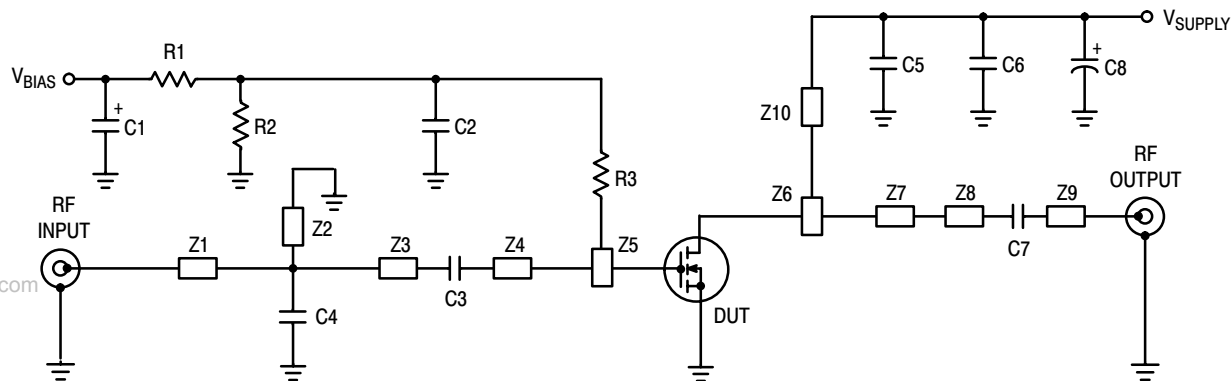 V_SUPPLY
R1
V_BIAS
+
C1
R2
C2
R3
C5
C6
+
C8
Z10
RF
INPUT
Z1
Z2
Z3
C3
Z4
Z5
C4
DUT
Z6
Z7
Z8
C7
Z9
RF
OUTPUT
com